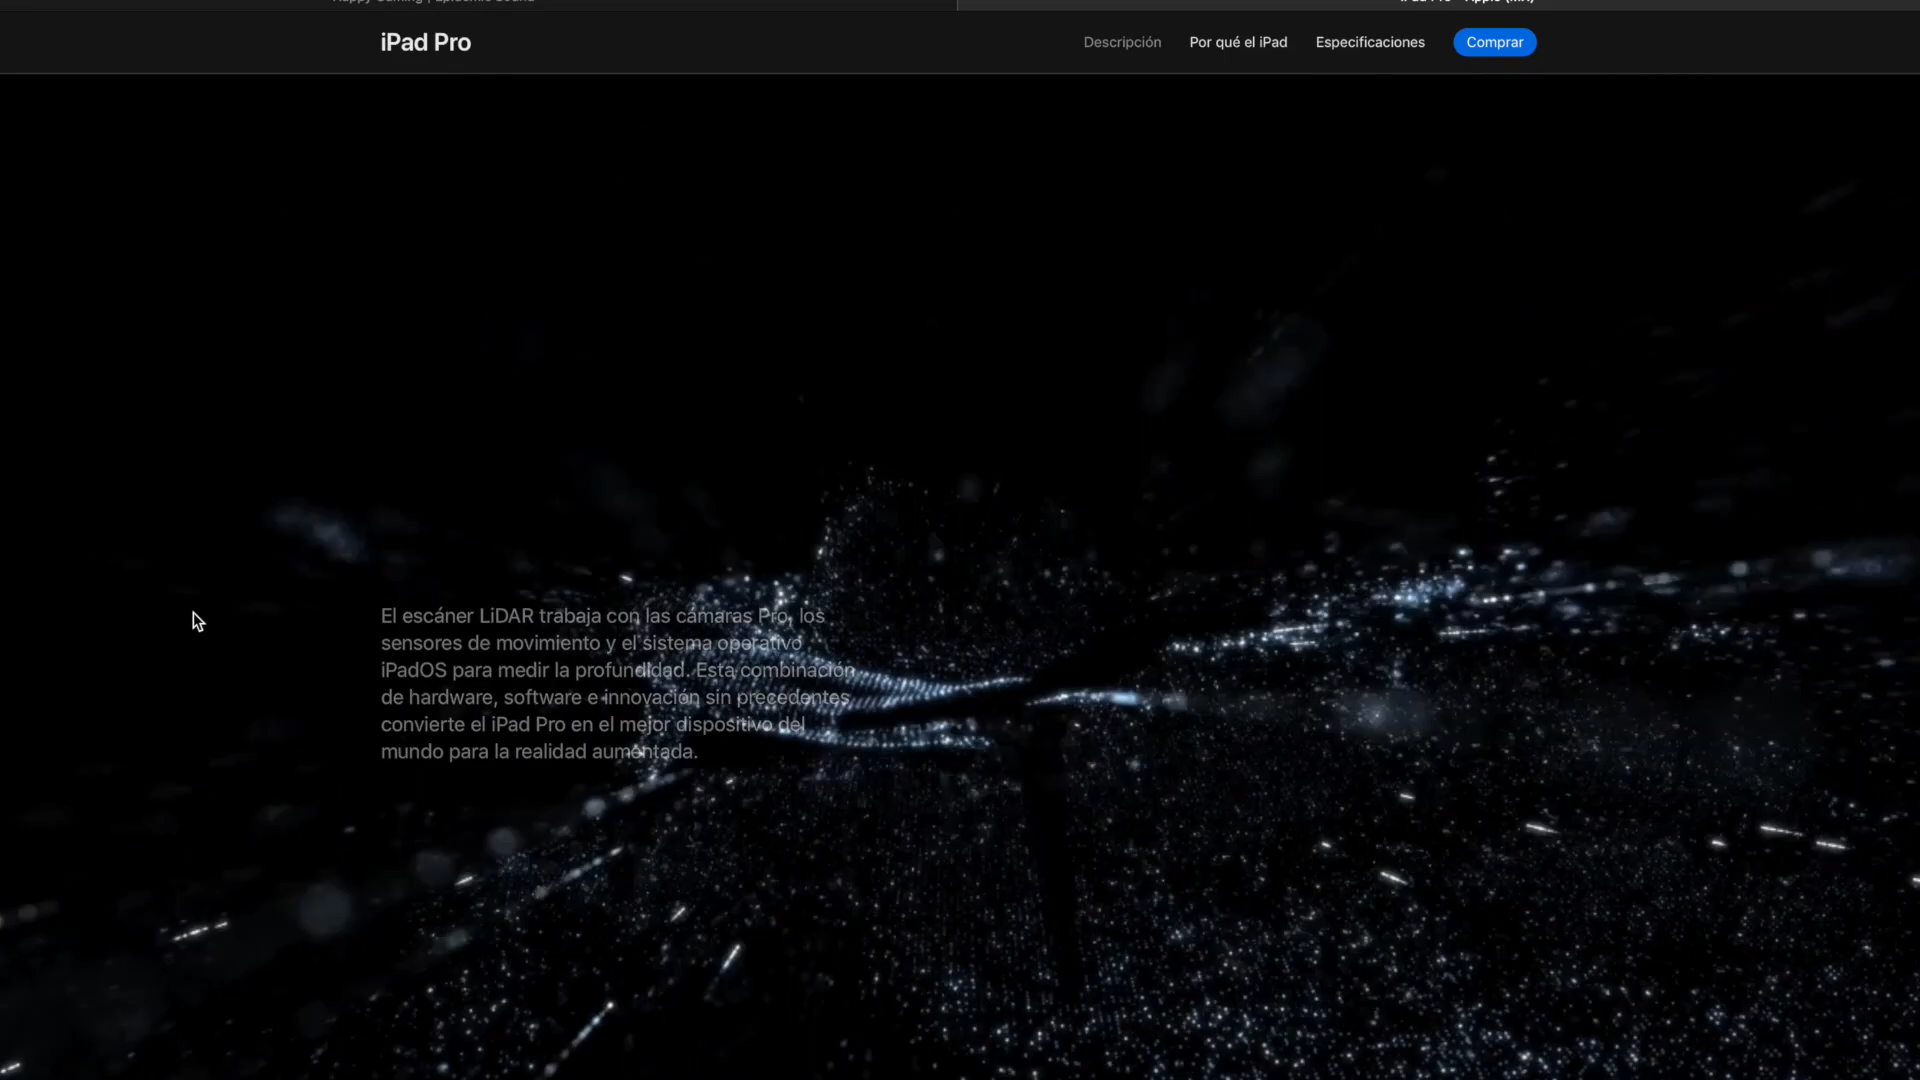 iPad Pro
Descripción
Por qué el iPad
Especificaciones
Comprar
El escáner LiDAR trabaja con las cámaras Pro, los
sensores de movimiento y el sistema operativo
iPadOS para medir la profundidad. Esta combinación
de hardware, software e innovación sin precedentes
convierte el iPad Pro en el mejor dispositivo del
mundo para la realidad aumentada.